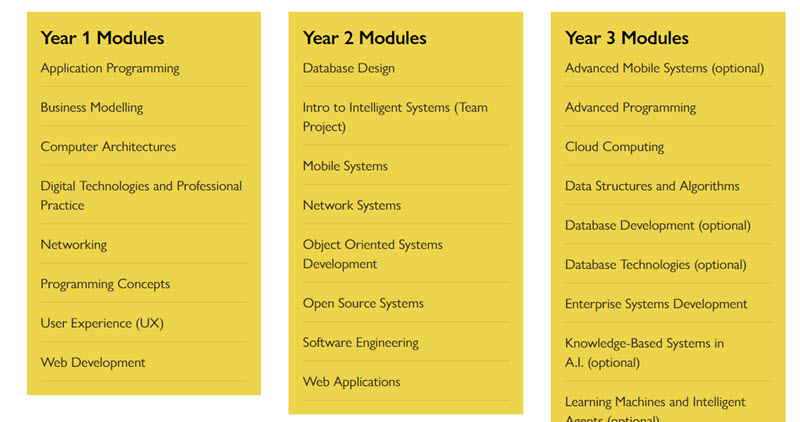 Year 1 Modules
Application Programming
Business Modelling
Computer Architectures
Digital Technologies and Professional
Practice
Networking
Programming Concepts
User Experience (UX)
Web Development
Year 2 Modules
Database Design
Intro to Intelligent Systems (Team
Project)
Mobile Systems
Network Systems
Object Oriented Systems
Development
Open Source Systems
Software Engineering
Web Applications
Year 3 Modules
Advanced Mobile Systems (optional)
Advanced Programming
Cloud Computing
Data Structures and Algorithms
Database Development (optional)
Database Technologies (optional)
Enterprise Systems Development
Knowledge-Based Systems in
A.I. (optional)
Learning Machines and Intelligent
Agents (optional)